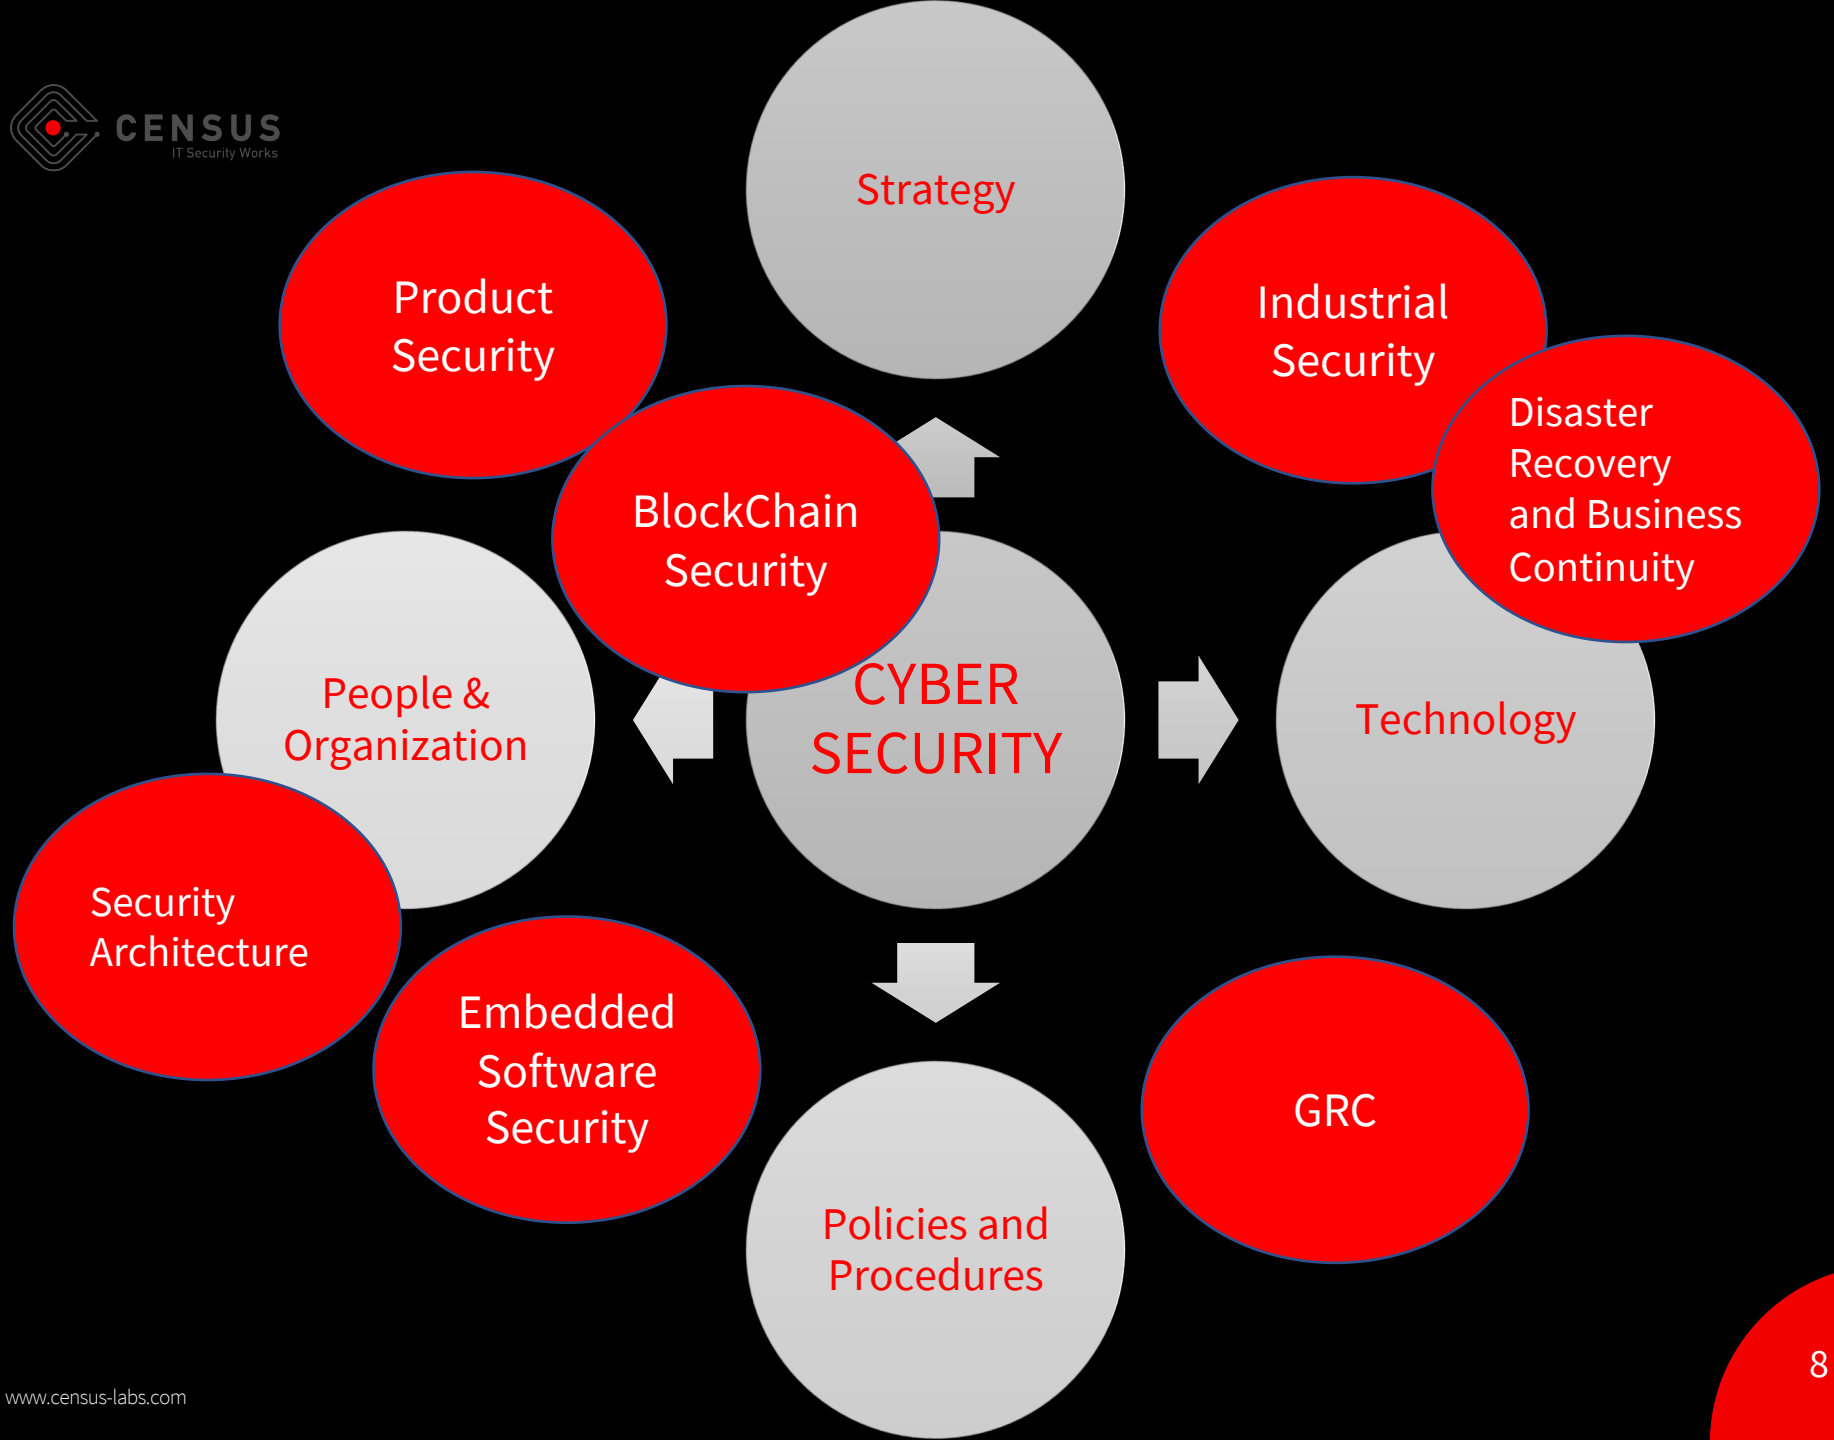 CENSUS
IT Security Works
Strategy
Product
Security
Industrial
Security
Disaster
Recovery
and Business
Continuity
BlockChain
Security
People &
Organization
CYBER
SECURITY
Technology
Security
Architecture
Embedded
Software
Security
GRC
Policies and
Procedures
www.census-labs.com
8